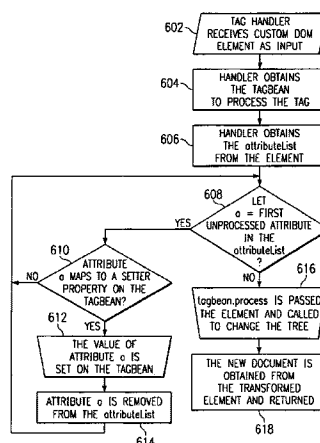 602
TAG HANDLER
RECEIVES CUSTOM DOM
ELEMENT AS INPUT
604
HANDLER OBTAINS
THE TAGBEAN
TO PROCESS THE TAG
606
HANDLER OBTAINS
THE attributeList
FROM THE ELEMENT
608
LET
a = FIRST
UNPROCESSED ATTRIBUTE
IN THE
attributeList
?
YES
NO
610
ATTRIBUTE
a MAPS TO A SETTER
PROPERTY ON THE
TAGBEAN?
NO
YES
612
THE VALUE OF
ATTRIBUTE a IS
SET ON THE TAGBEAN
ATTRIBUTE a IS REMOVED
FROM THE attributeList
614
616
tagbean.process IS PASSED
THE ELEMENT AND CALLED
TO CHANGE THE TREE
THE NEW DOCUMENT IS
OBTAINED FROM
THE TRANSFORMED
ELEMENT AND RETURNED
618